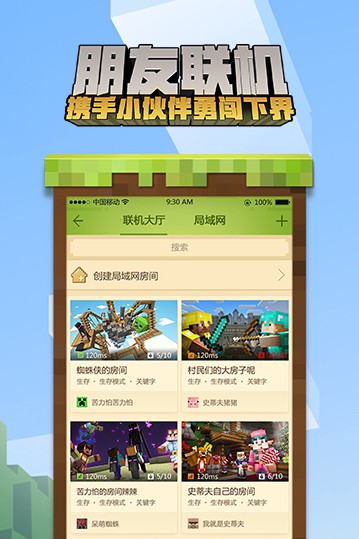 朋友联机
携手小伙伴勇闯下界
中国移动
9:30 AM
100%
联机大厅
局域网
搜索
创建局域网房间
120ms
5/10
120ms
6/10
蜘蛛侠的房间
生存 · 生存模式 · 关键字
苦力怕苦力怕
村民们的大房子呢
生存 · 生存模式 · 关键字
史蒂夫猪猪
120ms
5/10
120ms
6/10
苦力怕的房间辣辣
生存 · 生存模式 · 关键字
呆萌蜘蛛
史蒂夫自己的房间
生存 · 生存模式 · 关键字
我就是史蒂夫